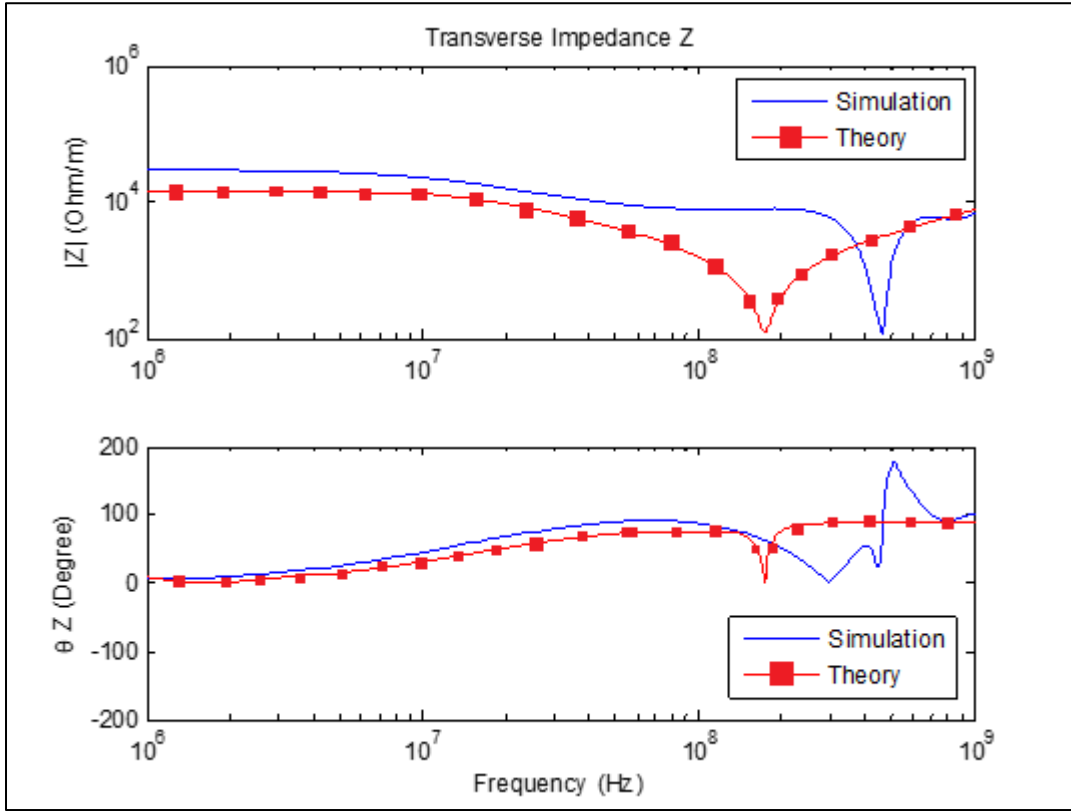 Transverse Impedance Z
10^6
10^4
10^2
|Z| (Ohm/m)
Simulation
Theory
10^6 10^7 10^8 10^9
200
100
0
-100
-200
θ Z (Degree)
Simulation
Theory
10^6 10^7 10^8 10^9
Frequency (Hz)